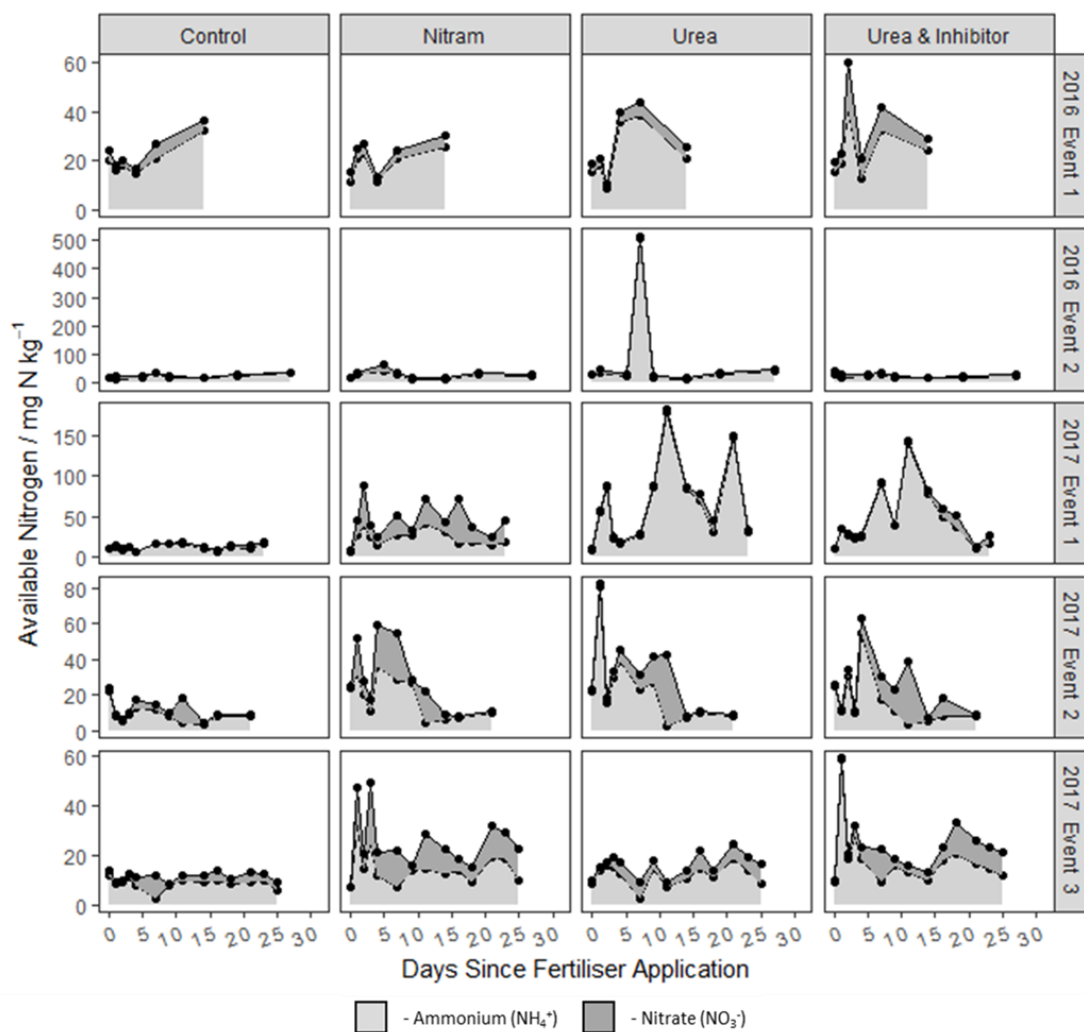 Control Nitram Urea Urea & Inhibitor
60
40
20
0
2016 Event 1
500
400
300
200
100
0
2016 Event 2
150
100
50
0
2017 Event 1
80
60
40
20
0
2017 Event 2
60
40
20
0
2017 Event 3
Available Nitrogen / mg N kg⁻¹
0 5 10 15 20 25 30 0 5 10 15 20 25 30 0 5 10 15 20 25 30 0 5 10 15 20 25 30
Days Since Fertiliser Application
- Ammonium (NH₄⁺) - Nitrate (NO₃⁻)